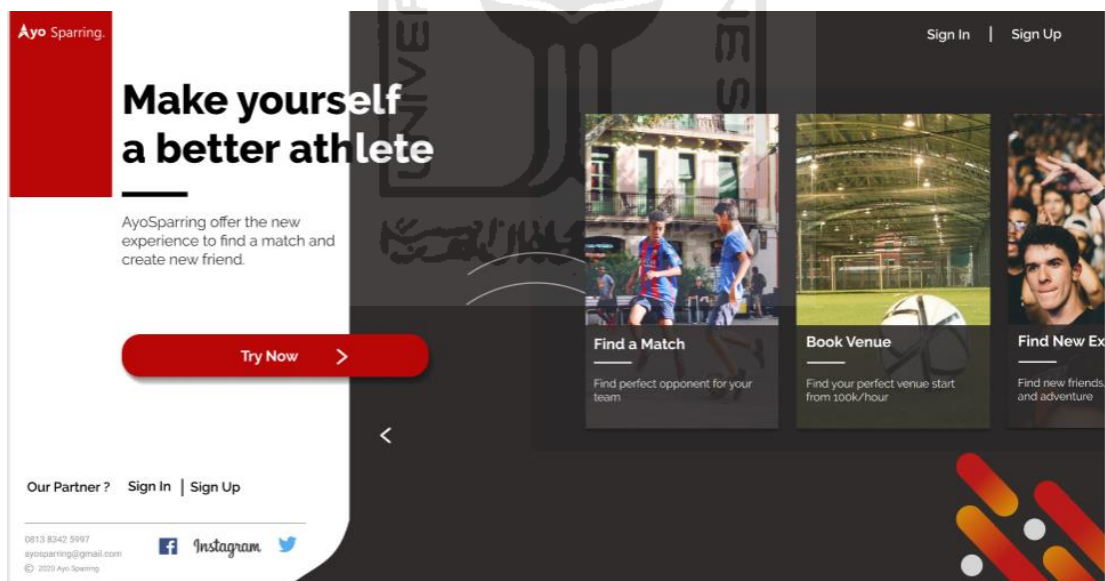 Ayo Sparring.
Sign In | Sign Up
Make yourself
a better athlete
AyoSparring offer the new
experience to find a match and
create new friend.
Try Now >
Find a Match
Find perfect opponent for your
team
Book Venue
Find your perfect venue start
from 100k/hour
Find New Ex
Find new friends,
and adventure
<
Our Partner ? Sign In | Sign Up
0813 8342 5997
ayosparring@gmail.com
© 2020 Ayo Sparring
Instagram